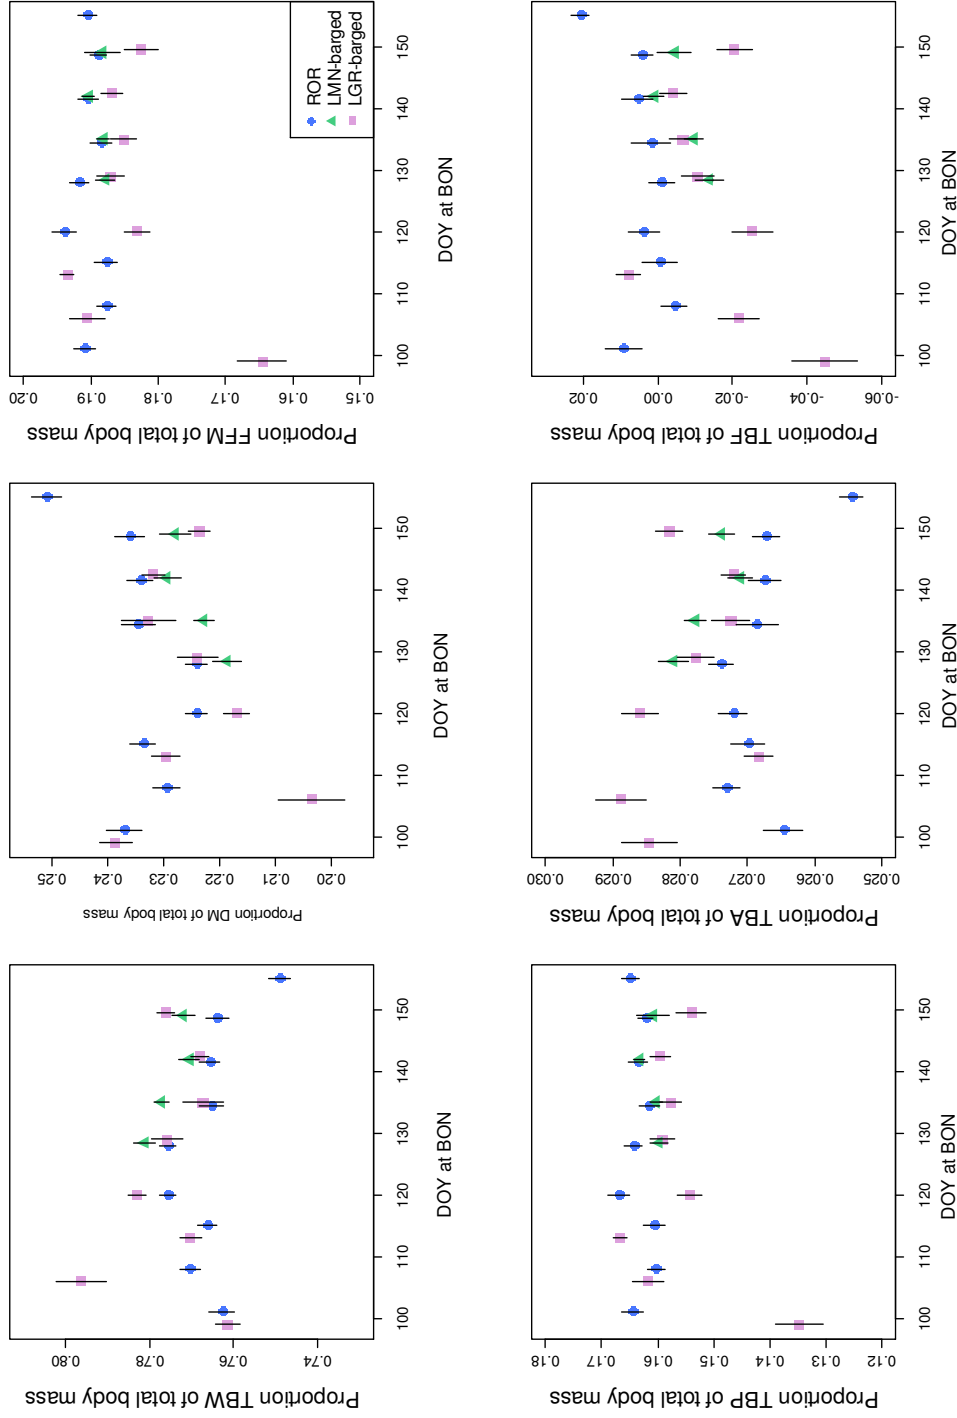 Proportion TBW of total body mass
0.80
0.78
0.76
0.74
100 110 120 130 140 150
DOY at BON
Proportion DM of total body mass
0.25
0.24
0.23
0.22
0.21
0.20
100 110 120 130 140 150
DOY at BON
Proportion FFM of total body mass
0.20
0.19
0.18
0.17
0.16
0.15
100 110 120 130 140 150
DOY at BON
ROR
LMN-barged
LGR-barged
Proportion TBP of total body mass
0.18
0.17
0.16
0.15
0.14
0.13
0.12
100 110 120 130 140 150
DOY at BON
Proportion TBA of total body mass
0.030
0.029
0.028
0.027
0.026
0.025
100 110 120 130 140 150
DOY at BON
Proportion TBF of total body mass
0.02
0.00
-0.02
-0.04
-0.06
100 110 120 130 140 150
DOY at BON